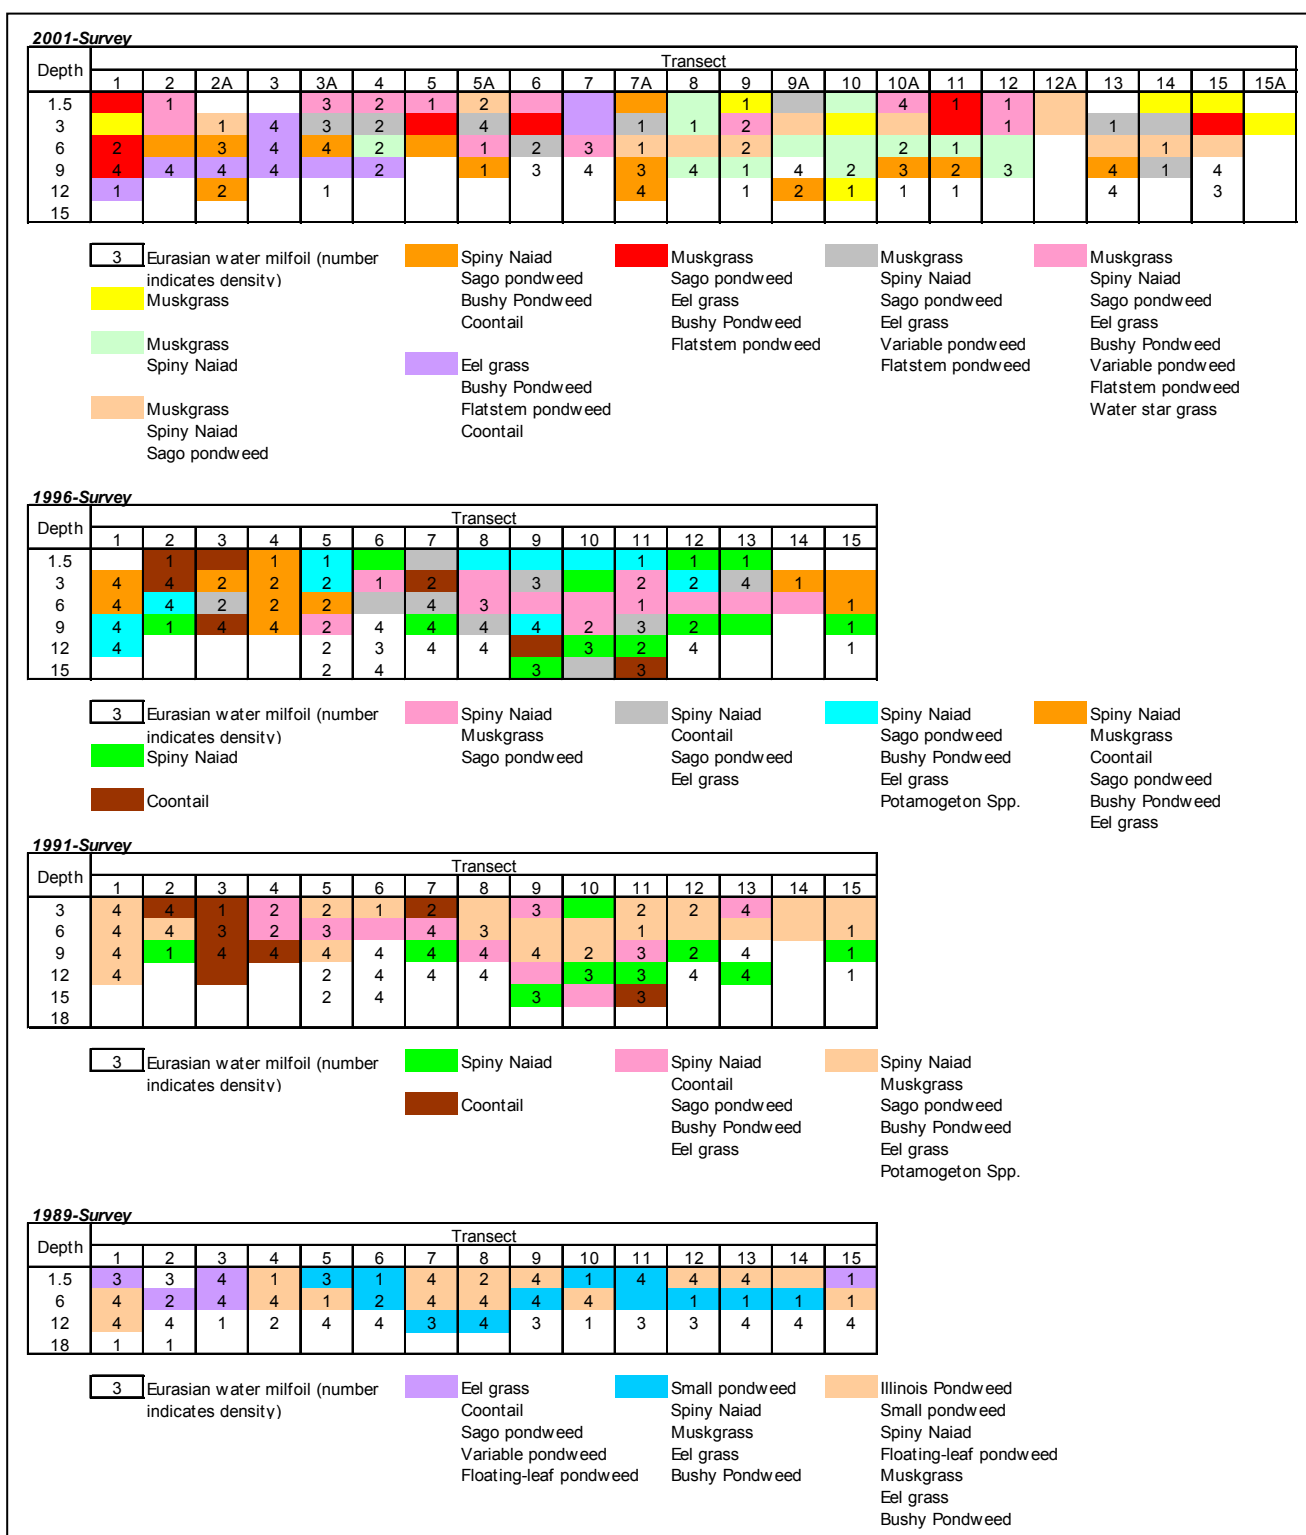 2001-Survey
Depth Transect
1 2 2A 3 3A 4 5 5A 6 7 7A 8 9 9A 10 10A 11 12 12A 13 14 15 15A
1.5 1 3 2 1 2 1 4 1 1
3 1 4 3 2 4 1 1 2 1 1
6 2 3 4 4 2 1 2 3 1 2 2 1 1
9 4 4 4 4 2 1 3 4 3 4 1 4 2 3 2 3 4 1 4
12 1 2 1 4 1 2 1 1 1 4 3
15
3 Eurasian water milfoil (number indicates density)
Muskgrass
Muskgrass
Spiny Naiad
Muskgrass
Spiny Naiad
Sago pondweed
Spiny Naiad
Sago pondweed
Bushy Pondweed
Coontail
Eel grass
Bushy Pondweed
Flatstem pondweed
Coontail
Muskgrass
Sago pondweed
Eel grass
Bushy Pondweed
Flatstem pondweed
Muskgrass
Spiny Naiad
Sago pondweed
Eel grass
Variable pondweed
Flatstem pondweed
Muskgrass
Spiny Naiad
Sago pondweed
Eel grass
Bushy Pondweed
Variable pondweed
Flatstem pondweed
Water star grass
1996-Survey
Depth Transect
1 2 3 4 5 6 7 8 9 10 11 12 13 14 15
1.5 1 1 1 1 1 1
3 4 4 2 2 2 1 2 3 2 2 4 1
6 4 4 2 2 2 4 3 1 1
9 4 1 4 4 2 4 4 4 4 2 3 2 1
12 4 2 3 4 4 3 2 4 1
15 2 4 3 3
3 Eurasian water milfoil (number indicates density)
Spiny Naiad
Coontail
Spiny Naiad
Muskgrass
Sago pondweed
Spiny Naiad
Coontail
Sago pondweed
Eel grass
Spiny Naiad
Sago pondweed
Bushy Pondweed
Eel grass
Potamogeton Spp.
Spiny Naiad
Muskgrass
Coontail
Sago pondweed
Bushy Pondweed
Eel grass
1991-Survey
Depth Transect
1 2 3 4 5 6 7 8 9 10 11 12 13 14 15
3 4 4 1 2 2 1 2 3 2 2 4
6 4 4 3 2 3 4 3 1 1
9 4 1 4 4 4 4 4 4 4 2 3 2 4 1
12 4 2 4 4 4 3 3 4 4 1
15 2 4 3 3
18
3 Eurasian water milfoil (number indicates density)
Spiny Naiad
Coontail
Spiny Naiad
Coontail
Sago pondweed
Bushy Pondweed
Eel grass
Spiny Naiad
Muskgrass
Sago pondweed
Bushy Pondweed
Eel grass
Potamogeton Spp.
1989-Survey
Depth Transect
1 2 3 4 5 6 7 8 9 10 11 12 13 14 15
1.5 3 3 4 1 3 1 4 2 4 1 4 4 4 1
6 4 2 4 4 1 2 4 4 4 4 1 1 1 1
12 4 4 1 2 4 4 3 4 3 1 3 3 4 4 4
18 1 1
3 Eurasian water milfoil (number indicates density)
Eel grass
Coontail
Sago pondweed
Variable pondweed
Floating-leaf pondweed
Small pondweed
Spiny Naiad
Muskgrass
Eel grass
Bushy Pondweed
Illinois Pondweed
Small pondweed
Spiny Naiad
Floating-leaf pondweed
Muskgrass
Eel grass
Bushy Pondweed